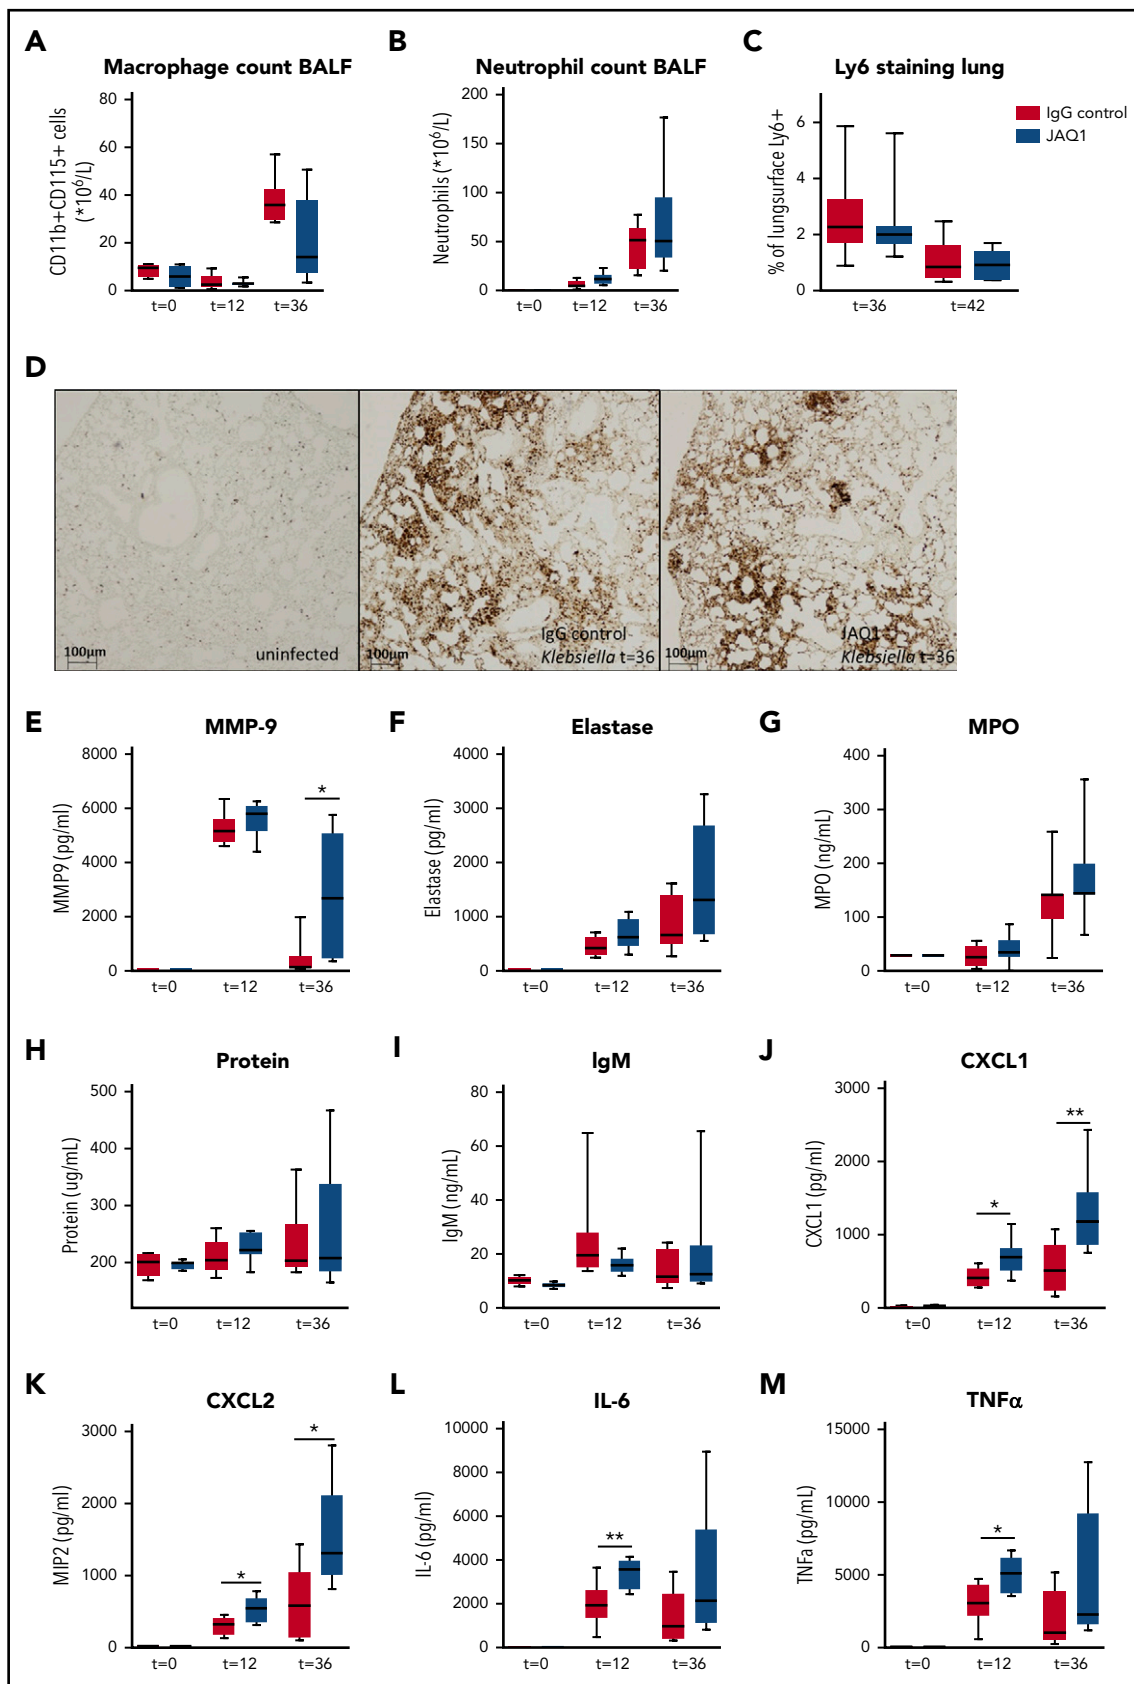 A
Macrophage count BALF
CD11b+CD115+ cells
(*10⁶/L)
80
60
40
20
0
t=0
t=12
t=36
B
Neutrophil count BALF
Neutrophils (*10⁶/L)
200
150
100
50
0
t=0
t=12
t=36
C
Ly6 staining lung
% of lungsurface Ly6+
6
4
2
0
t=36
t=42
IgG control
JAQ1
D
100μm
uninfected
100μm
IgG control
Klebsiella t=36
100μm
JAQ1
Klebsiella t=36
E
MMP-9
MMP9 (pg/ml)
8000
6000
4000
2000
0
*
t=0
t=12
t=36
F
Elastase
Elastase (pg/ml)
4000
3000
2000
1000
0
t=0
t=12
t=36
G
MPO
MPO (ng/mL)
400
300
200
100
0
t=0
t=12
t=36
H
Protein
Protein (ug/mL)
500
400
300
200
t=0
t=12
t=36
I
IgM
IgM (ng/mL)
80
60
40
20
0
t=0
t=12
t=36
J
CXCL1
CXCL1 (pg/ml)
3000
2000
1000
0
*
**
t=0
t=12
t=36
K
CXCL2
MIP2 (pg/ml)
3000
2000
1000
0
*
*
t=0
t=12
t=36
L
IL-6
IL-6 (pg/ml)
10000
8000
6000
4000
2000
0
**
t=0
t=12
t=36
M
TNFα
TNFa (pg/mL)
15000
10000
5000
0
*
t=0
t=12
t=36